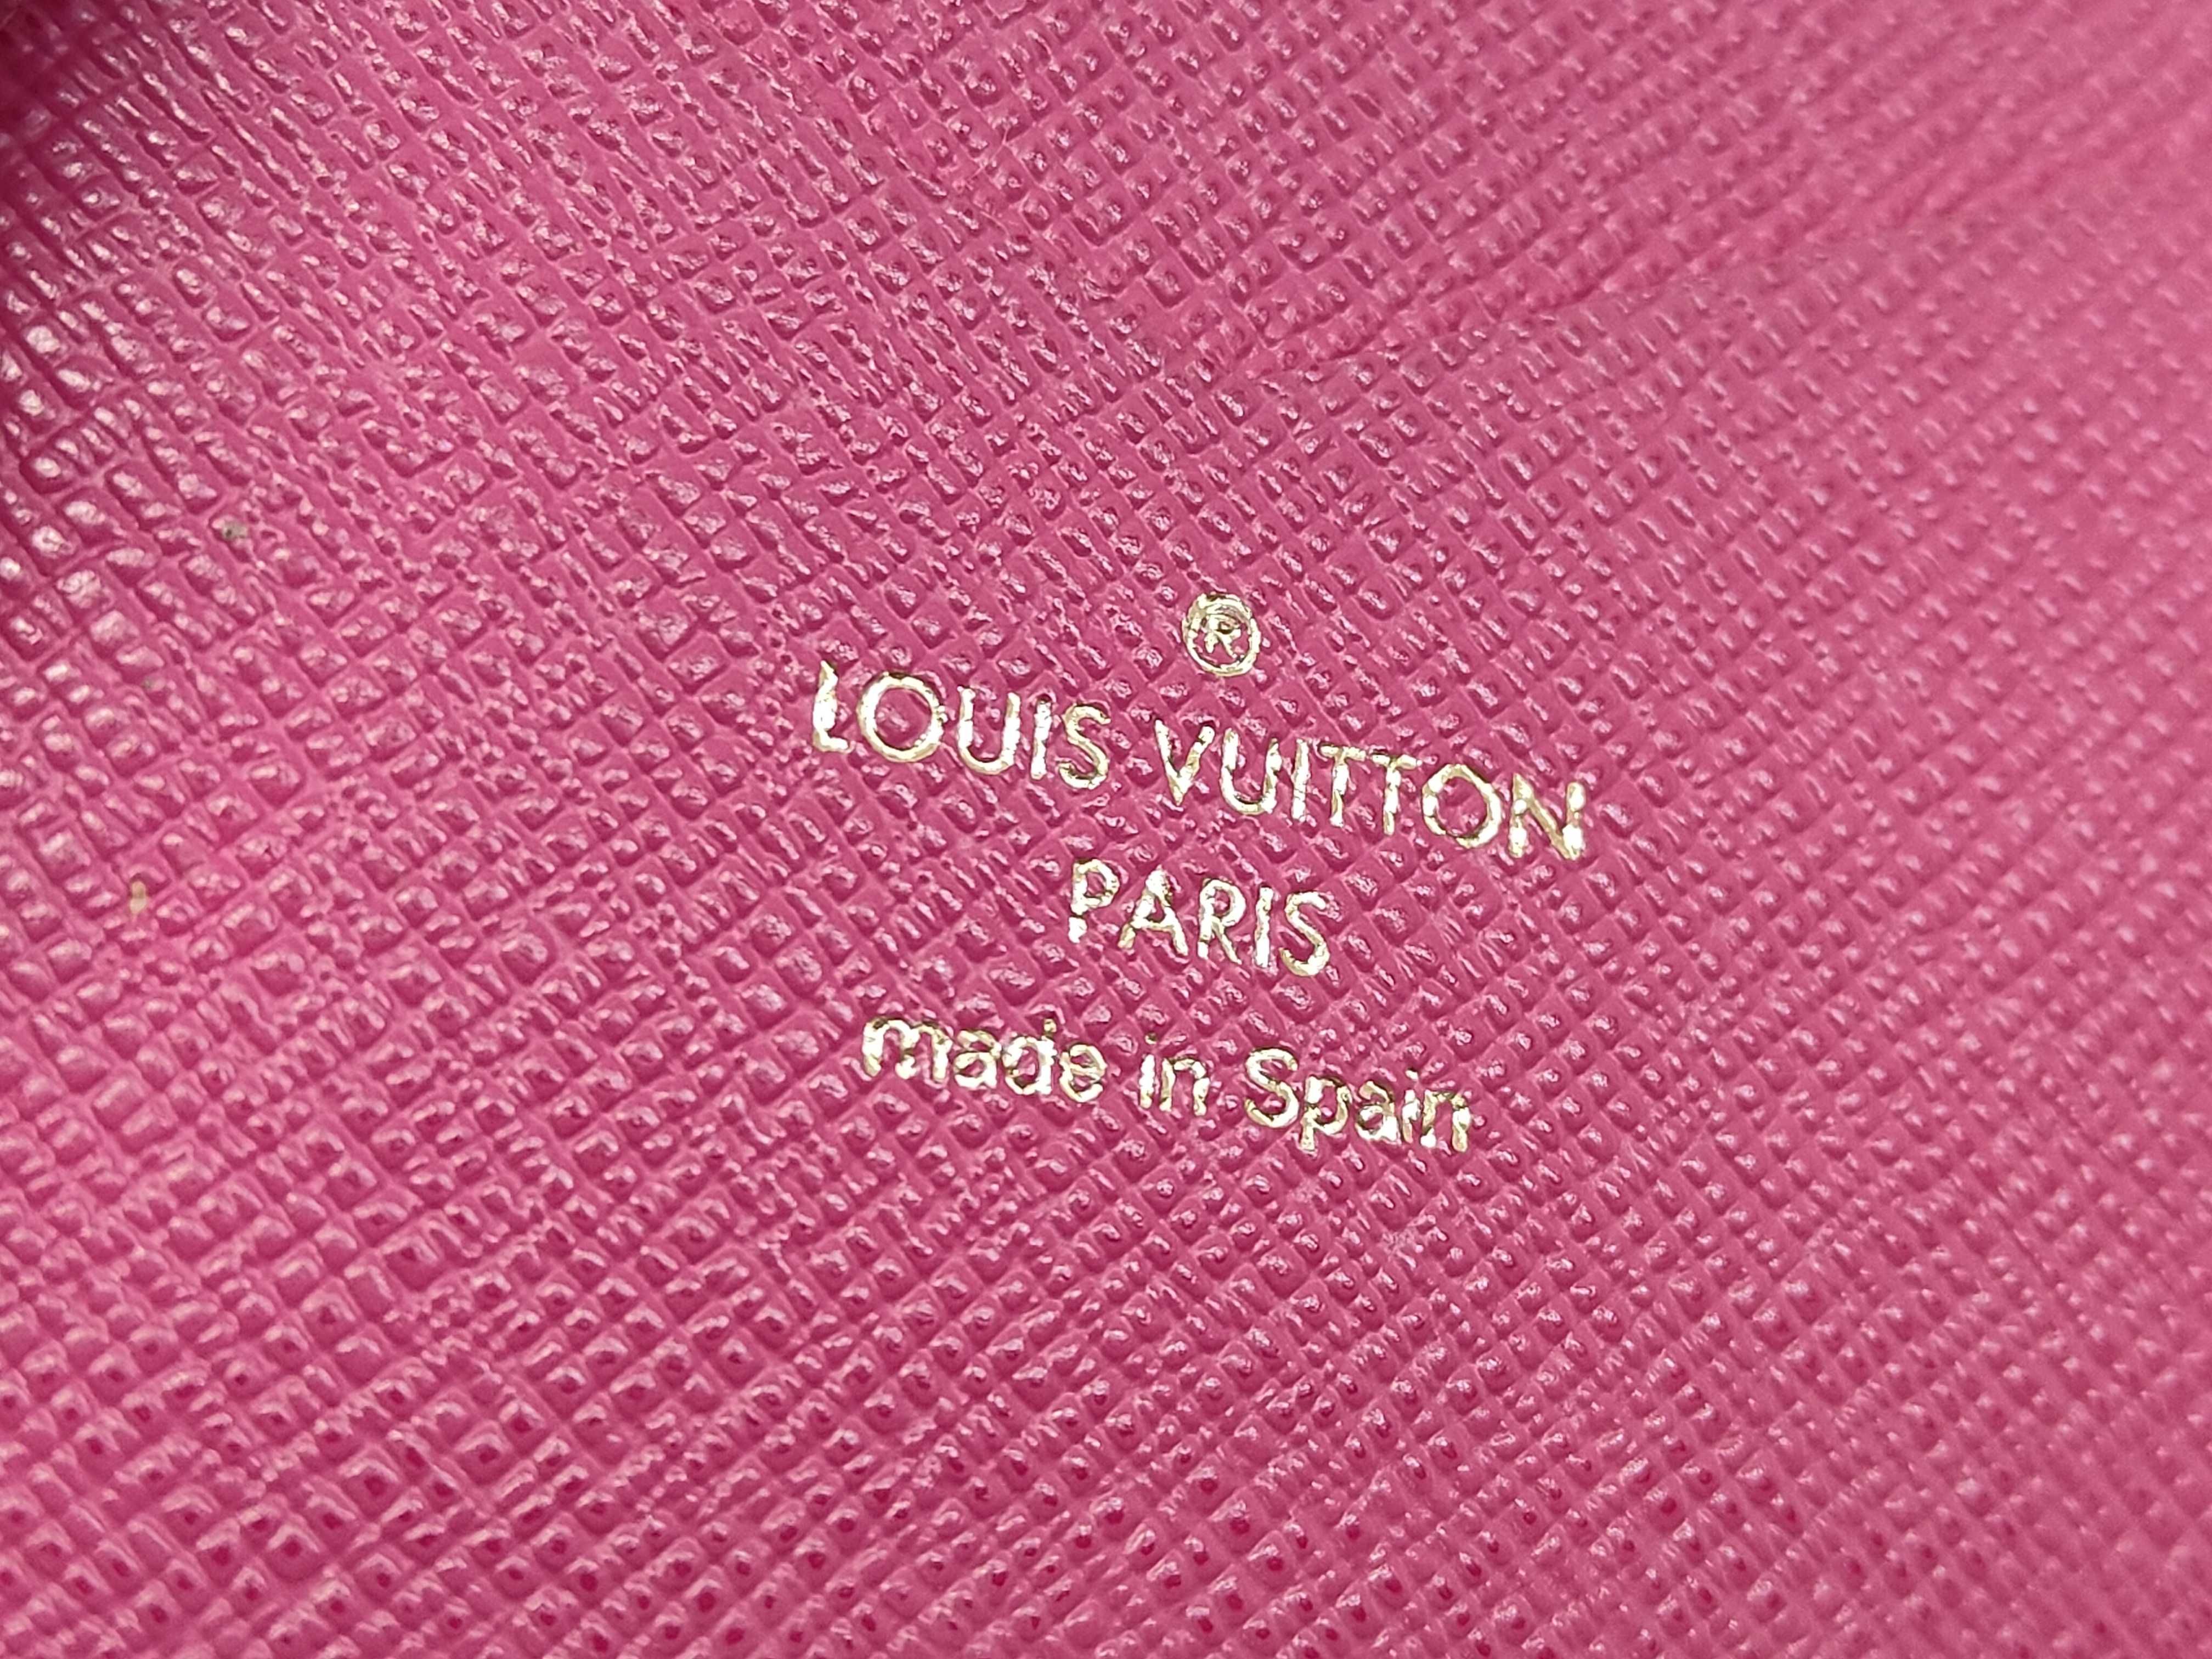 ®
LOUIS VUITTON
PARIS
made in Spain